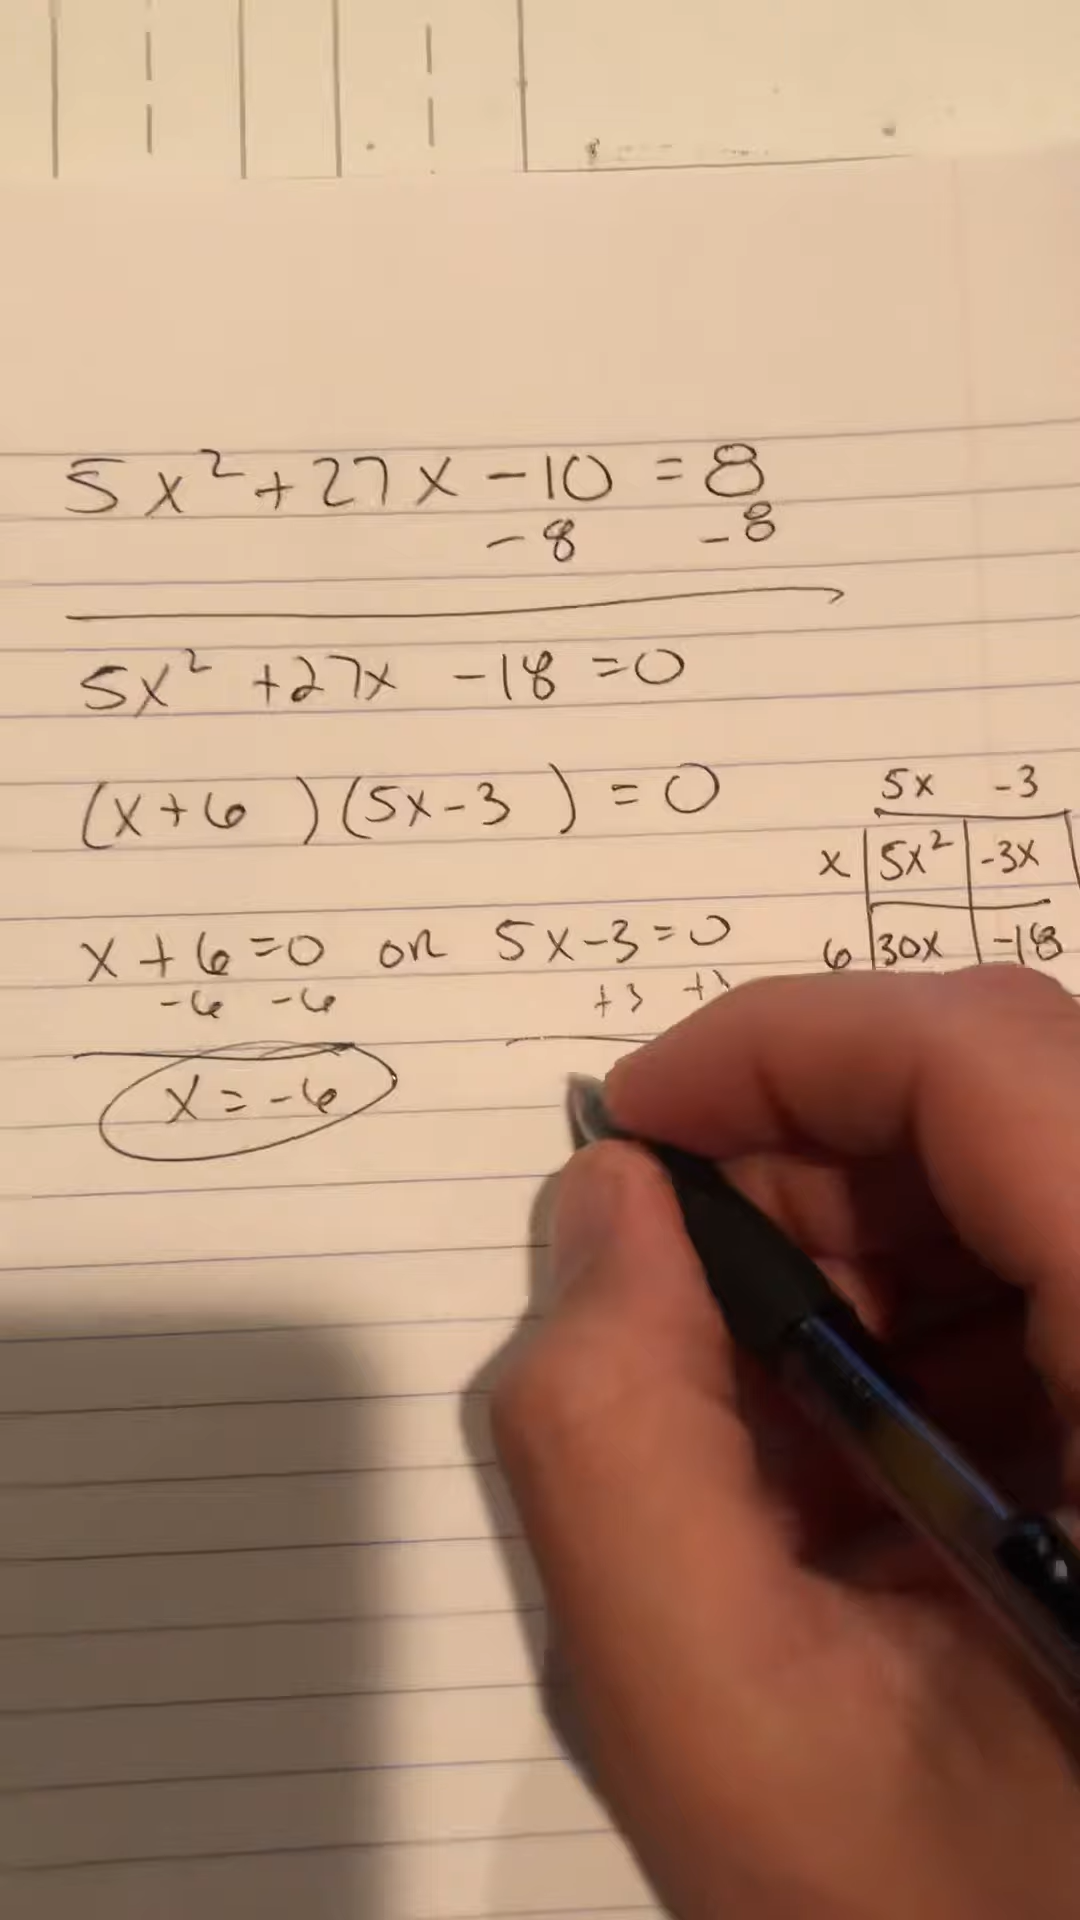 5x² + 27x - 10 = 8
- 8 - 8
5x² + 27x - 18 = 0
(x + 6 ) (5x - 3 ) = 0
5x -3
x 5x² -3x
6 30x -18
x + 6 = 0 or 5x - 3 = 0
-6 -6 +3
x = -6